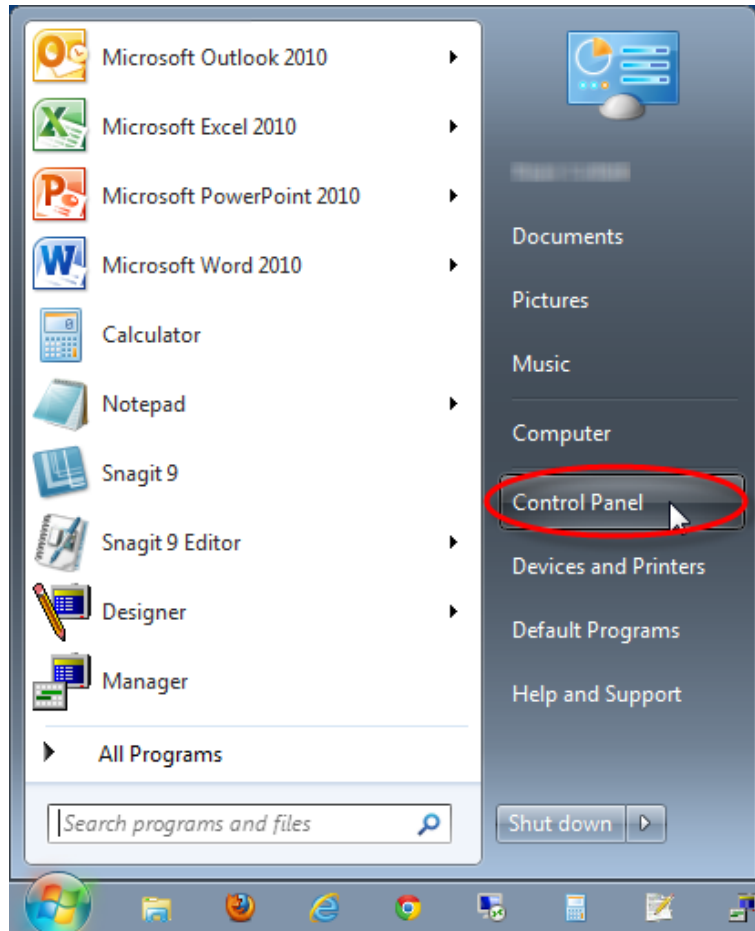 Microsoft Outlook 2010
Microsoft Excel 2010
Microsoft PowerPoint 2010
Microsoft Word 2010
Calculator
Notepad
Snagit 9
Snagit 9 Editor
Designer
Manager
All Programs
Search programs and files
Documents
Pictures
Music
Computer
Control Panel
Devices and Printers
Default Programs
Help and Support
Shut down